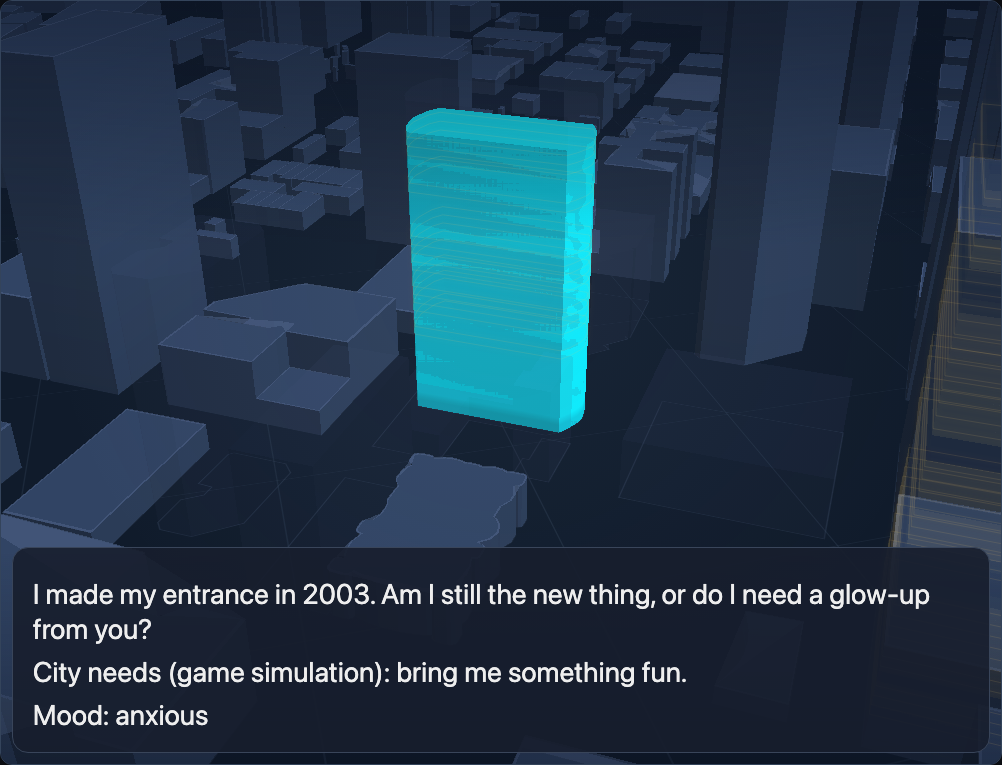 I made my entrance in 2003. Am I still the new thing, or do I need a glow-up
from you?
City needs (game simulation): bring me something fun.
Mood: anxious